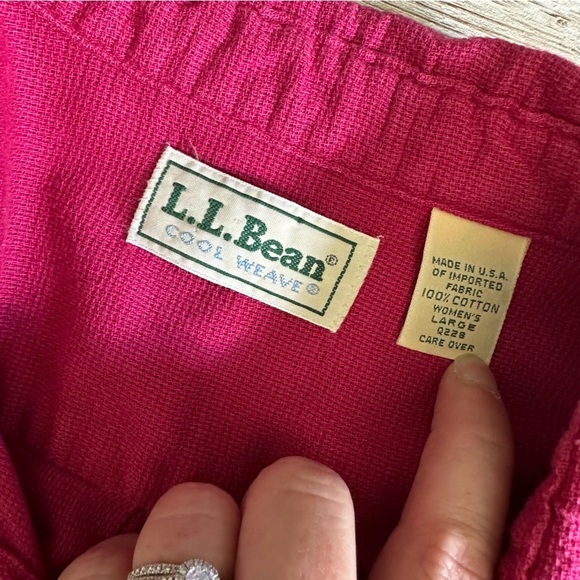 L.L.Bean®
COOL WEAVE®
MADE IN U.S.A.
OF IMPORTED
FABRIC
100% COTTON
WOMEN'S
LARGE
Q228
CARE OVER